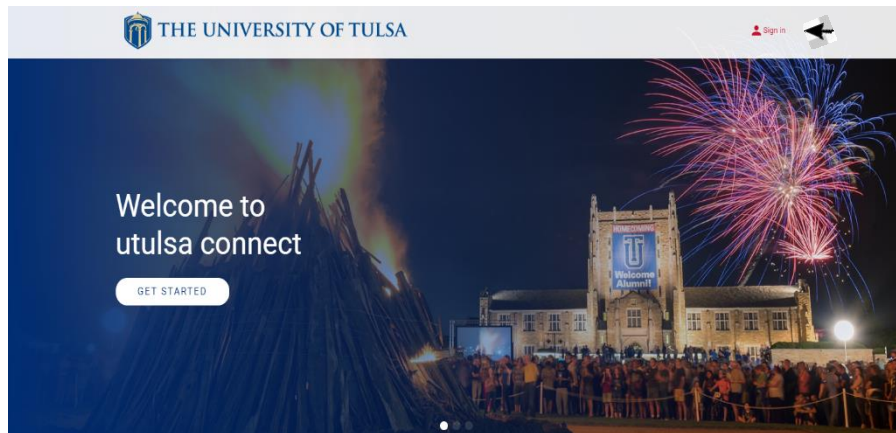 THE UNIVERSITY OF TULSA
Sign in
Welcome to
utulsa connect
GET STARTED
HOMECOMING
Welcome
Alumni!